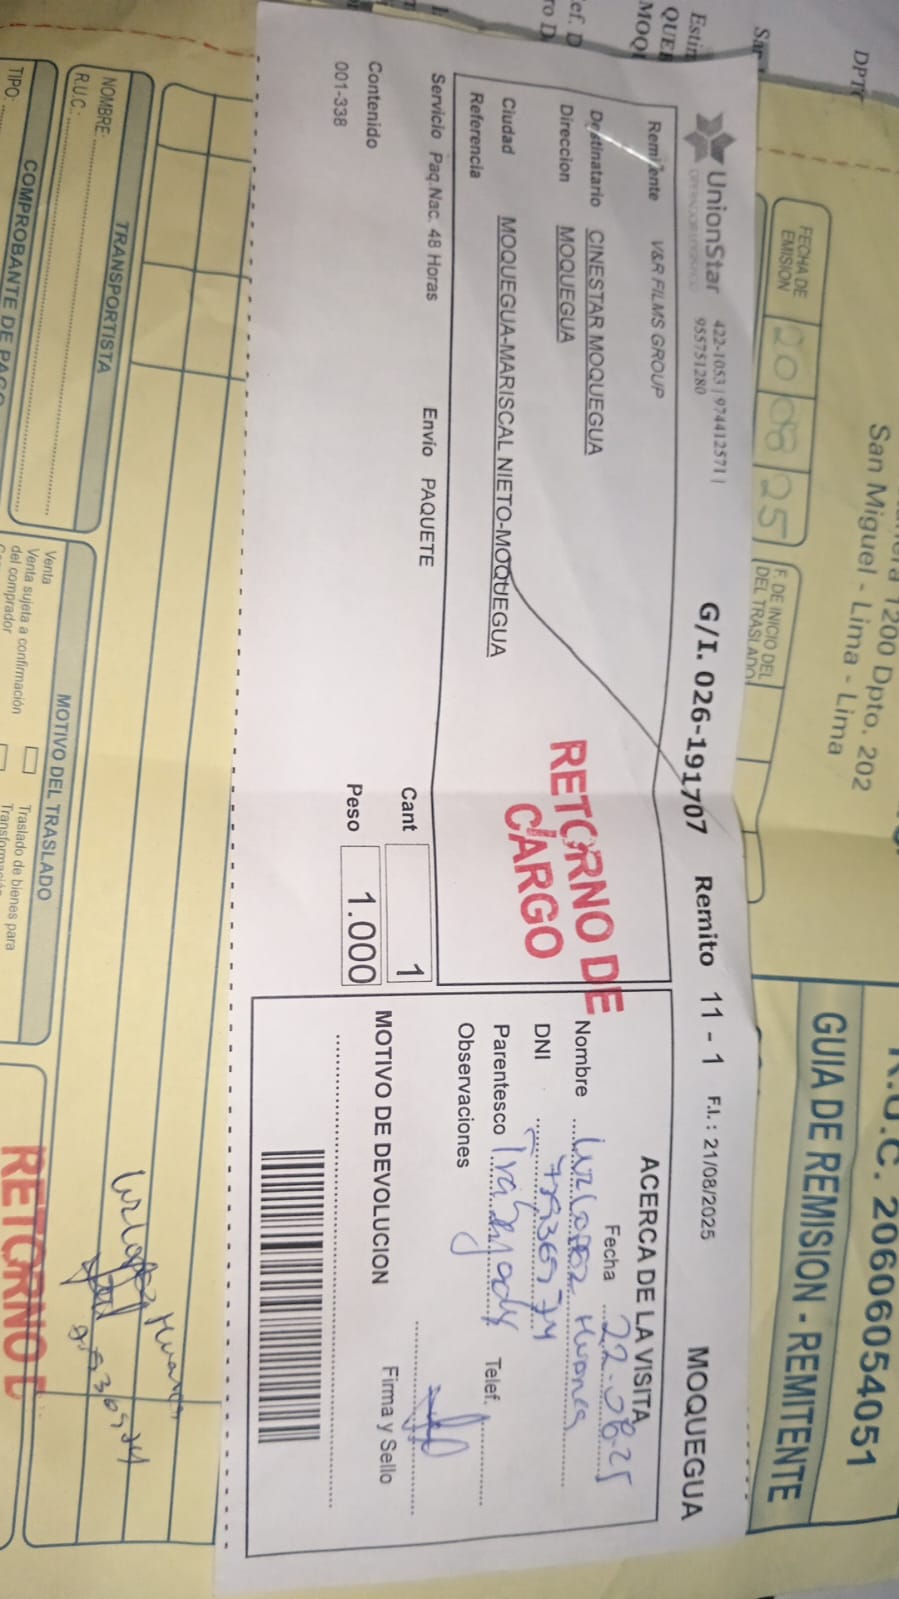 San Miguel - Lima - Lima
1200 Dpto. 202
R.U.C. 20606054051
GUIA DE REMISION - REMITENTE
FECHA DE EMISION 20 08 25
F. DE INICIO DEL
DEL TRASLADO
UnionStar
422-1053 | 974412571 |
955751280
G/I. 026-191707 Remito 11 - 1 F.I. : 21/08/2025 MOQUEGUA
Remitente V&R FILMS GROUP
Destinatario CINESTAR MOQUEGUA
Direccion MOQUEGUA
Ciudad MOQUEGUA-MARISCAL NIETO-MOQUEGUA
Referencia
RETORNO DE
CARGO
Servicio Paq.Nac. 48 Horas Envío PAQUETE Cant 1
Contenido Peso 1.000
001-338
ACERCA DE LA VISITA
Fecha 22-08-25
Nombre
DNI
Parentesco
Telef.
Observaciones
MOTIVO DE DEVOLUCION Firma y Sello
TRANSPORTISTA
NOMBRE:
R.U.C.:
COMPROBANTE DE PAGO
TIPO:
MOTIVO DEL TRASLADO
Venta
Venta sujeta a confirmación
del comprador
Traslado de bienes para
RETORNO D